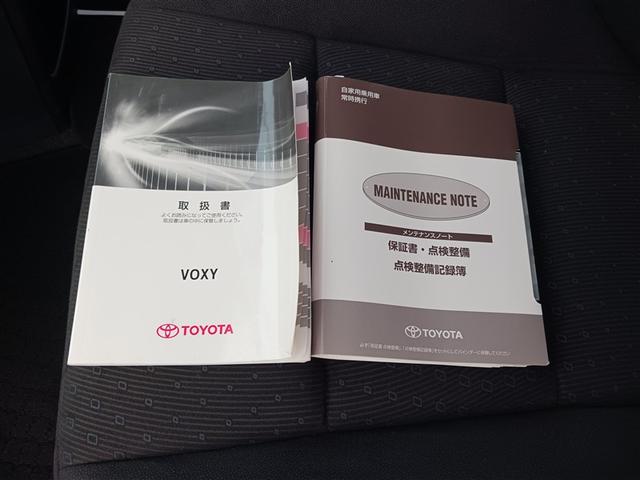 取扱書
よくお読みになってご使用ください。
取扱書は車の中に保管しましょう。
VOXY
TOYOTA
自家用乗用車
常時携行
MAINTENANCE NOTE
メンテナンスノート
保証書・点検整備
点検整備記録簿
TOYOTA